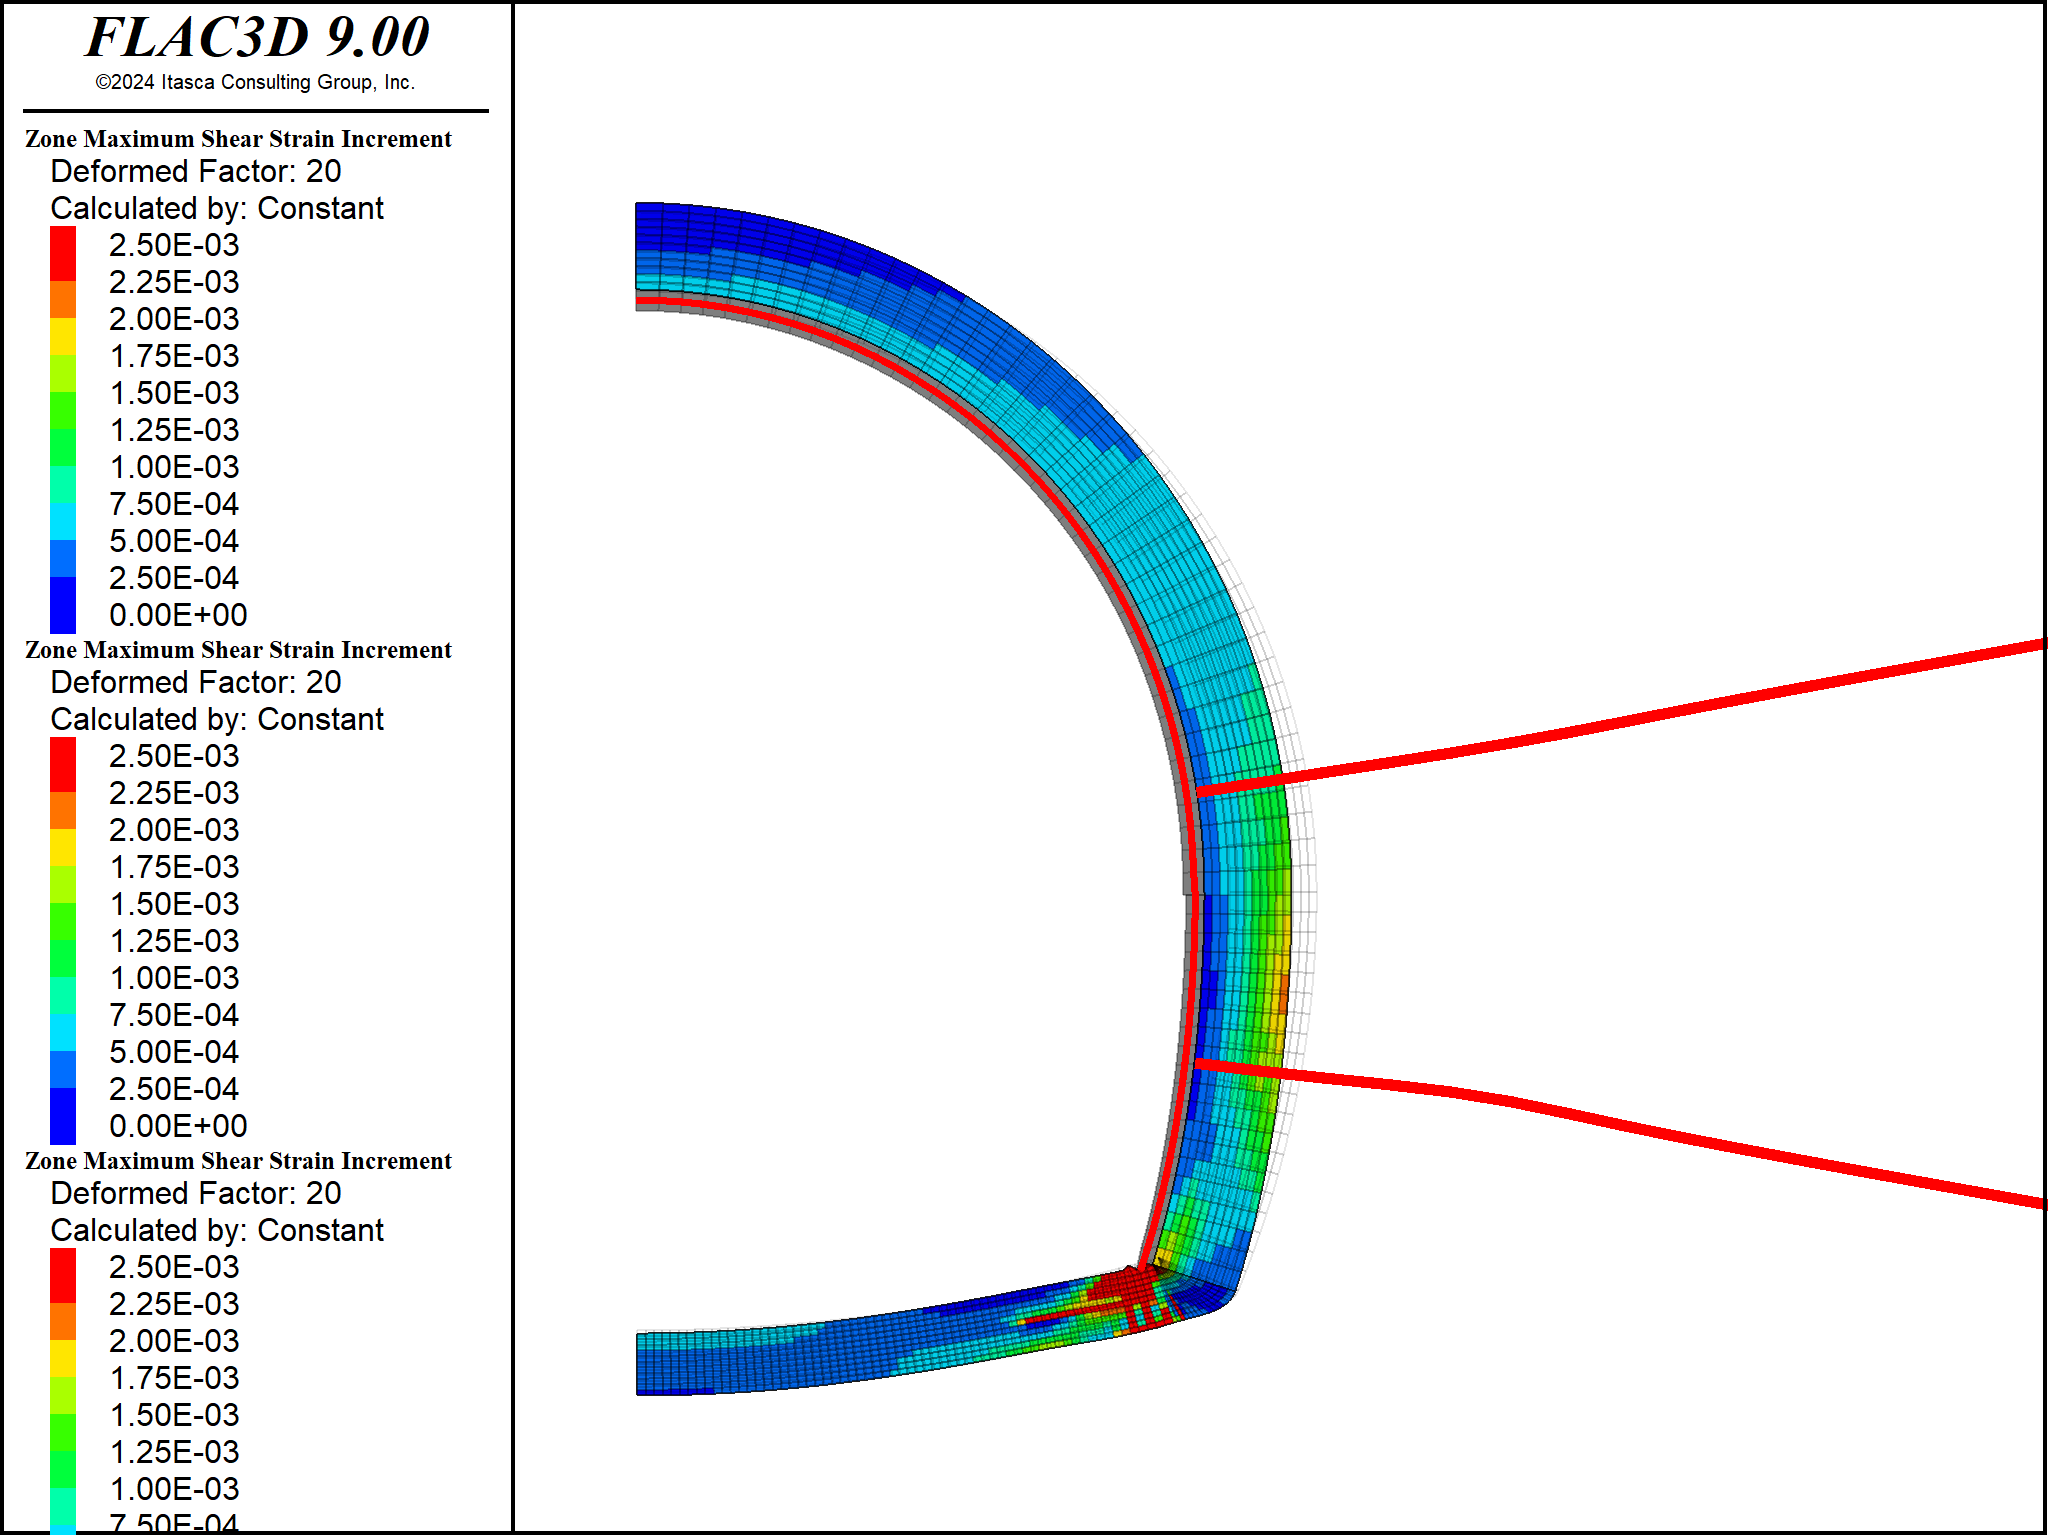 FLAC3D 9.00
©2024 Itasca Consulting Group, Inc.
Zone Maximum Shear Strain Increment
Deformed Factor: 20
Calculated by: Constant
2.50E-03
2.25E-03
2.00E-03
1.75E-03
1.50E-03
1.25E-03
1.00E-03
7.50E-04
5.00E-04
2.50E-04
0.00E+00
Zone Maximum Shear Strain Increment
Deformed Factor: 20
Calculated by: Constant
2.50E-03
2.25E-03
2.00E-03
1.75E-03
1.50E-03
1.25E-03
1.00E-03
7.50E-04
5.00E-04
2.50E-04
0.00E+00
Zone Maximum Shear Strain Increment
Deformed Factor: 20
Calculated by: Constant
2.50E-03
2.25E-03
2.00E-03
1.75E-03
1.50E-03
1.25E-03
1.00E-03
7.50E-04